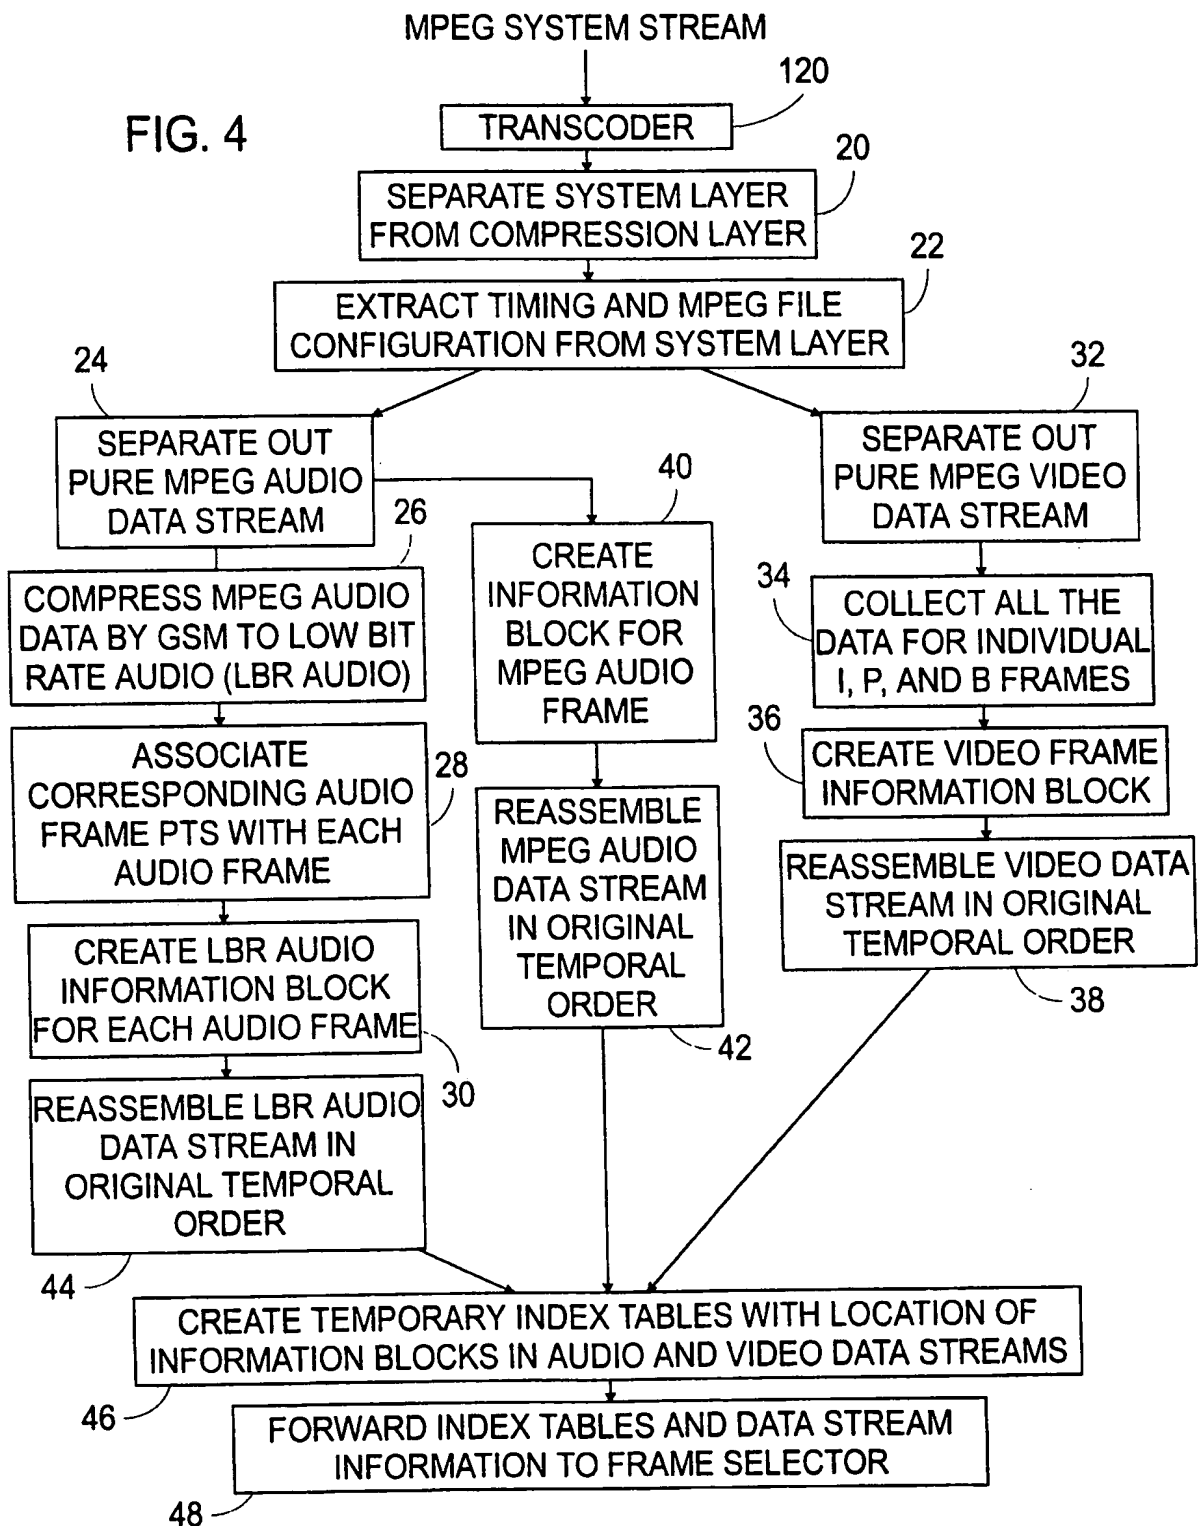 MPEG SYSTEM STREAM
120
FIG. 4
TRANSCODER
20
SEPARATE SYSTEM LAYER
FROM COMPRESSION LAYER
22
EXTRACT TIMING AND MPEG FILE
CONFIGURATION FROM SYSTEM LAYER
24
SEPARATE OUT
PURE MPEG AUDIO
DATA STREAM
26
COMPRESS MPEG AUDIO
DATA BY GSM TO LOW BIT
RATE AUDIO (LBR AUDIO)
ASSOCIATE
CORRESPONDING AUDIO
FRAME PTS WITH EACH
AUDIO FRAME
28
CREATE LBR AUDIO
INFORMATION BLOCK
FOR EACH AUDIO FRAME
30
REASSEMBLE LBR AUDIO
DATA STREAM IN
ORIGINAL TEMPORAL
ORDER
44
40
CREATE
INFORMATION
BLOCK FOR
MPEG AUDIO
FRAME
REASSEMBLE
MPEG AUDIO
DATA STREAM
IN ORIGINAL
TEMPORAL
ORDER
42
32
SEPARATE OUT
PURE MPEG VIDEO
DATA STREAM
34
COLLECT ALL THE
DATA FOR INDIVIDUAL
I, P, AND B FRAMES
36
CREATE VIDEO FRAME
INFORMATION BLOCK
REASSEMBLE VIDEO DATA
STREAM IN ORIGINAL
TEMPORAL ORDER
38
CREATE TEMPORARY INDEX TABLES WITH LOCATION OF
INFORMATION BLOCKS IN AUDIO AND VIDEO DATA STREAMS
46
FORWARD INDEX TABLES AND DATA STREAM
INFORMATION TO FRAME SELECTOR
48